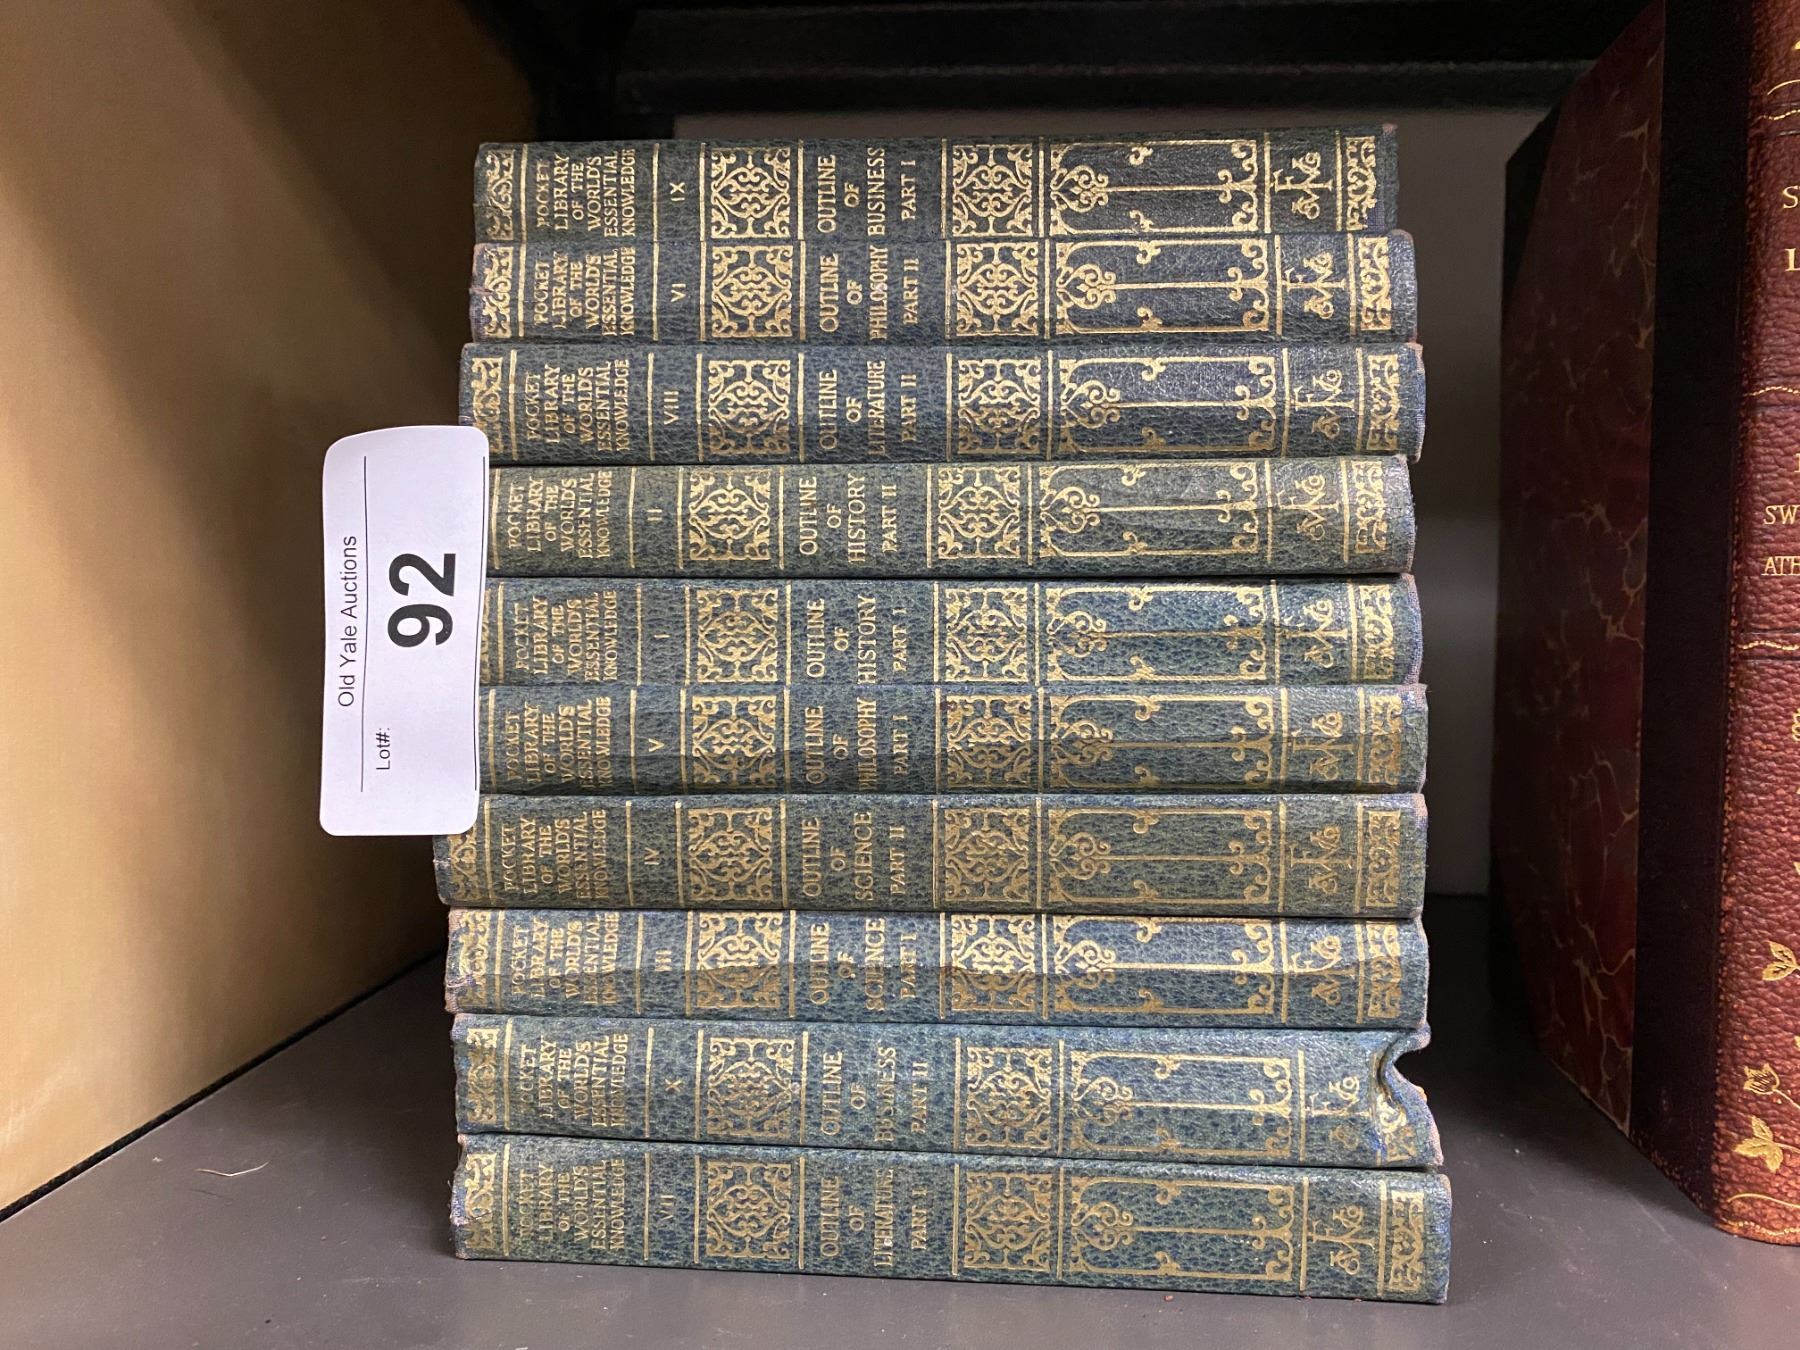 POCKET
LIBRARY
OF THE
WORLD'S
ESSENTIAL
KNOWLEDGE
IX
OUTLINE
OF
BUSINESS
PART I
POCKET
LIBRARY
OF THE
WORLD'S
ESSENTIAL
KNOWLEDGE
VI
OUTLINE
OF
PHILOSOPHY
PART II
POCKET
LIBRARY
OF THE
WORLD'S
ESSENTIAL
KNOWLEDGE
VIII
OUTLINE
OF
LITERATURE
PART II
POCKET
LIBRARY
OF THE
WORLD'S
ESSENTIAL
KNOWLEDGE
II
OUTLINE
OF
HISTORY
PART II
POCKET
LIBRARY
OF THE
WORLD'S
ESSENTIAL
KNOWLEDGE
I
OUTLINE
OF
HISTORY
PART I
POCKET
LIBRARY
OF THE
WORLD'S
ESSENTIAL
KNOWLEDGE
V
OUTLINE
OF
PHILOSOPHY
PART I
POCKET
LIBRARY
OF THE
WORLD'S
ESSENTIAL
KNOWLEDGE
IV
OUTLINE
OF
SCIENCE
PART II
POCKET
LIBRARY
OF THE
WORLD'S
ESSENTIAL
KNOWLEDGE
III
OUTLINE
OF
SCIENCE
PART I
POCKET
LIBRARY
OF THE
WORLD'S
ESSENTIAL
KNOWLEDGE
X
OUTLINE
OF
BUSINESS
PART II
POCKET
LIBRARY
OF THE
WORLD'S
ESSENTIAL
KNOWLEDGE
VII
OUTLINE
OF
LITERATURE
PART I
Old Yale Auctions
Lot#:
92
S
L
SW
ATH